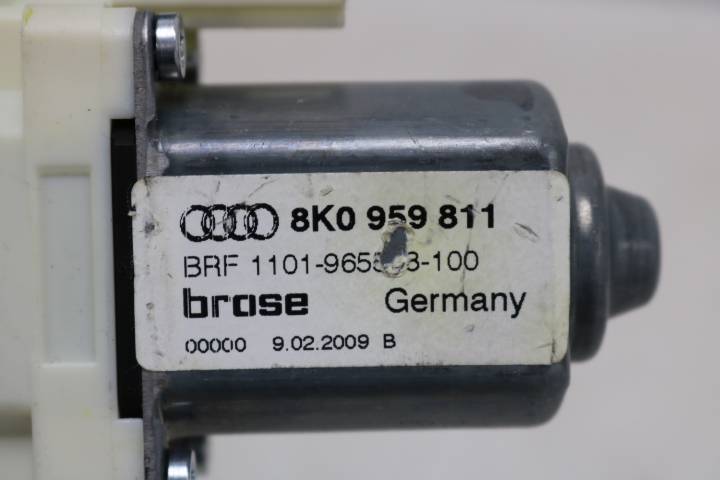 8K0 959 811
BRF
brose Germany
00000 9.02.2009 B